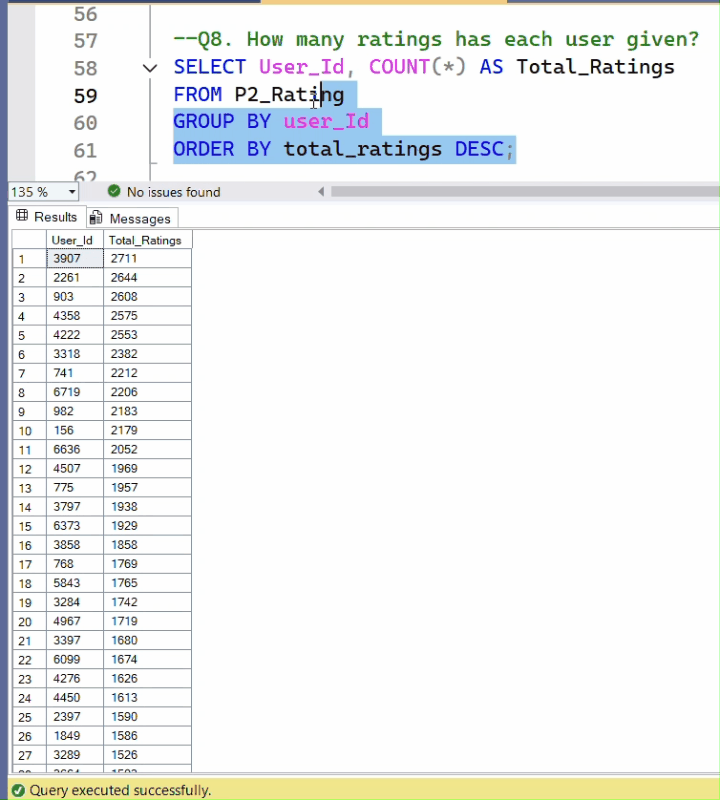 56
57 --Q8. How many ratings has each user given?
58 SELECT User_Id, COUNT(*) AS Total_Ratings
59 FROM P2_Rating
60 GROUP BY user_Id
61 ORDER BY total_ratings DESC;
62
135 % No issues found
Results Messages
User_Id Total_Ratings
1 3907 2711
2 2261 2644
3 903 2608
4 4358 2575
5 4222 2553
6 3318 2382
7 741 2212
8 6719 2206
9 982 2183
10 156 2179
11 6636 2052
12 4507 1969
13 775 1957
14 3797 1938
15 6373 1929
16 3858 1858
17 768 1769
18 5843 1765
19 3284 1742
20 4967 1719
21 3397 1680
22 6099 1674
23 4276 1626
24 4450 1613
25 2397 1590
26 1849 1586
27 3289 1526
Query executed successfully.